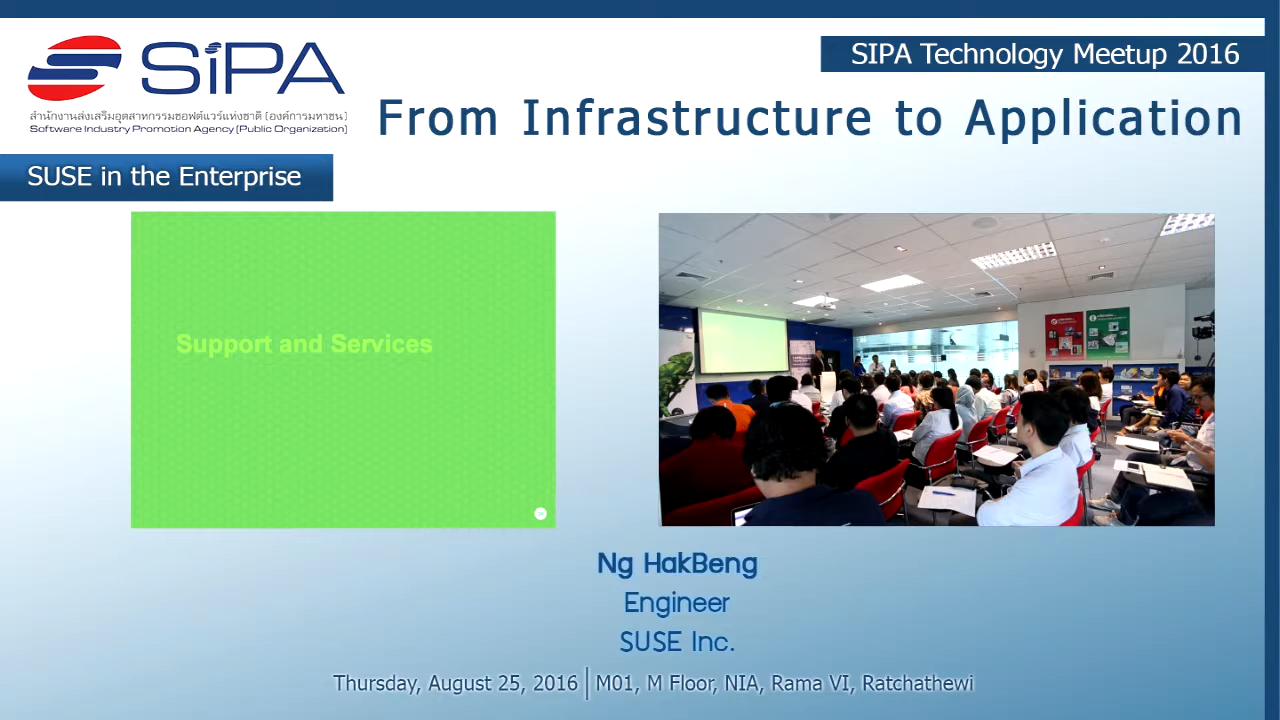 SIPA
สำนักงานส่งเสริมอุตสาหกรรมซอฟต์แวร์แห่งชาติ (องค์การมหาชน)
Software Industry Promotion Agency (Public Organization)
SIPA Technology Meetup 2016
From Infrastructure to Application
SUSE in the Enterprise
Support and Services
Ng HakBeng
Engineer
SUSE Inc.
Thursday, August 25, 2016 | M01, M Floor, NIA, Rama VI, Ratchathewi